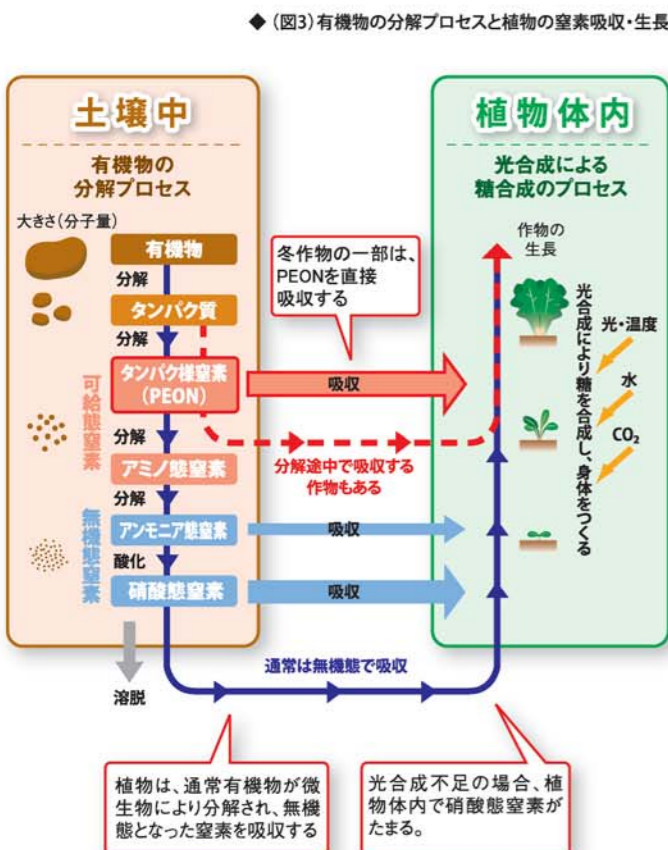 ◆ (図3)有機物の分解プロセスと植物の窒素吸収・生長
土壌中
有機物の
分解プロセス
大きさ(分子量)
有機物
分解
タンパク質
分解
タンパク様窒素
(PEON)
分解
アミノ態窒素
分解
アンモニア態窒素
酸化
硝酸態窒素
可給態窒素
無機態窒素
溶脱
冬作物の一部は、
PEONを直接
吸収する
吸収
分解途中で吸収する
作物もある
吸収
吸収
通常は無機態で吸収
植物体内
光合成による
糖合成のプロセス
作物の
生長
光合成により糖を合成し、身体をつくる
光・温度
水
CO₂
植物は、通常有機物が微
生物により分解され、無機
態となった窒素を吸収する
光合成不足の場合、植
物体内で硝酸態窒素が
たまる。